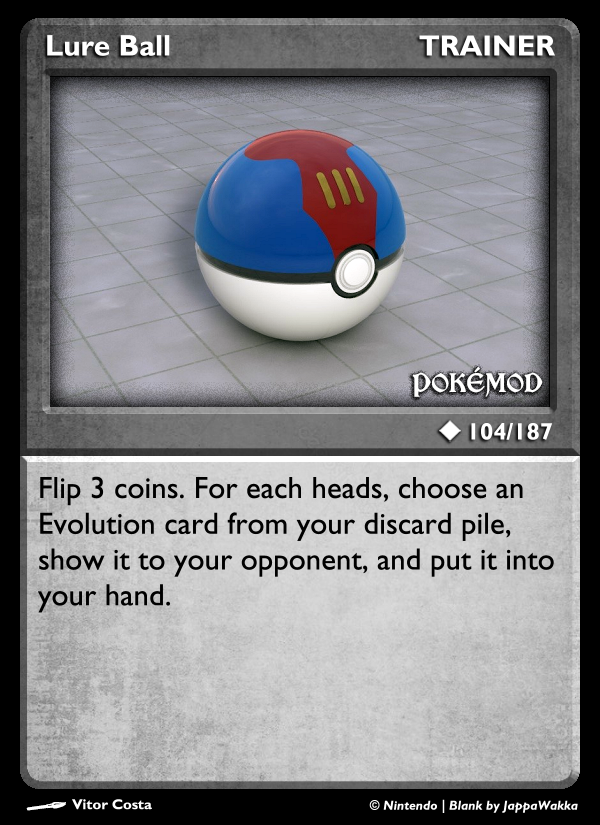 Lure Ball TRAINER
POKÉMOD
104/187
Flip 3 coins. For each heads, choose an
Evolution card from your discard pile,
show it to your opponent, and put it into
your hand.
Vitor Costa © Nintendo | Blank by JappaWakka